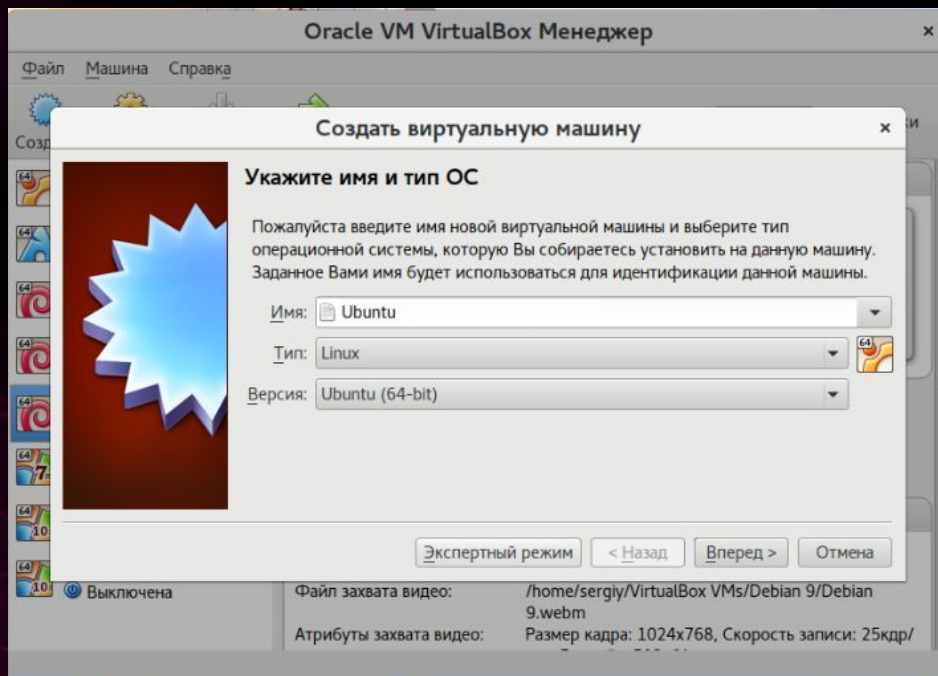 Oracle VM VirtualBox Менеджер
Файл Машина Справка
Создать виртуальную машину
Укажите имя и тип ОС
Пожалуйста введите имя новой виртуальной машины и выберите тип
операционной системы, которую Вы собираетесь установить на данную машину.
Заданное Вами имя будет использоваться для идентификации данной машины.
Имя: Ubuntu
Тип: Linux
64
Версия: Ubuntu (64-bit)
Экспертный режим < Назад Вперед > Отмена
Выключена
Файл захвата видео: /home/sergiy/VirtualBox VMs/Debian 9/Debian
9.webm
Атрибуты захвата видео: Размер кадра: 1024x768, Скорость записи: 25кдр/